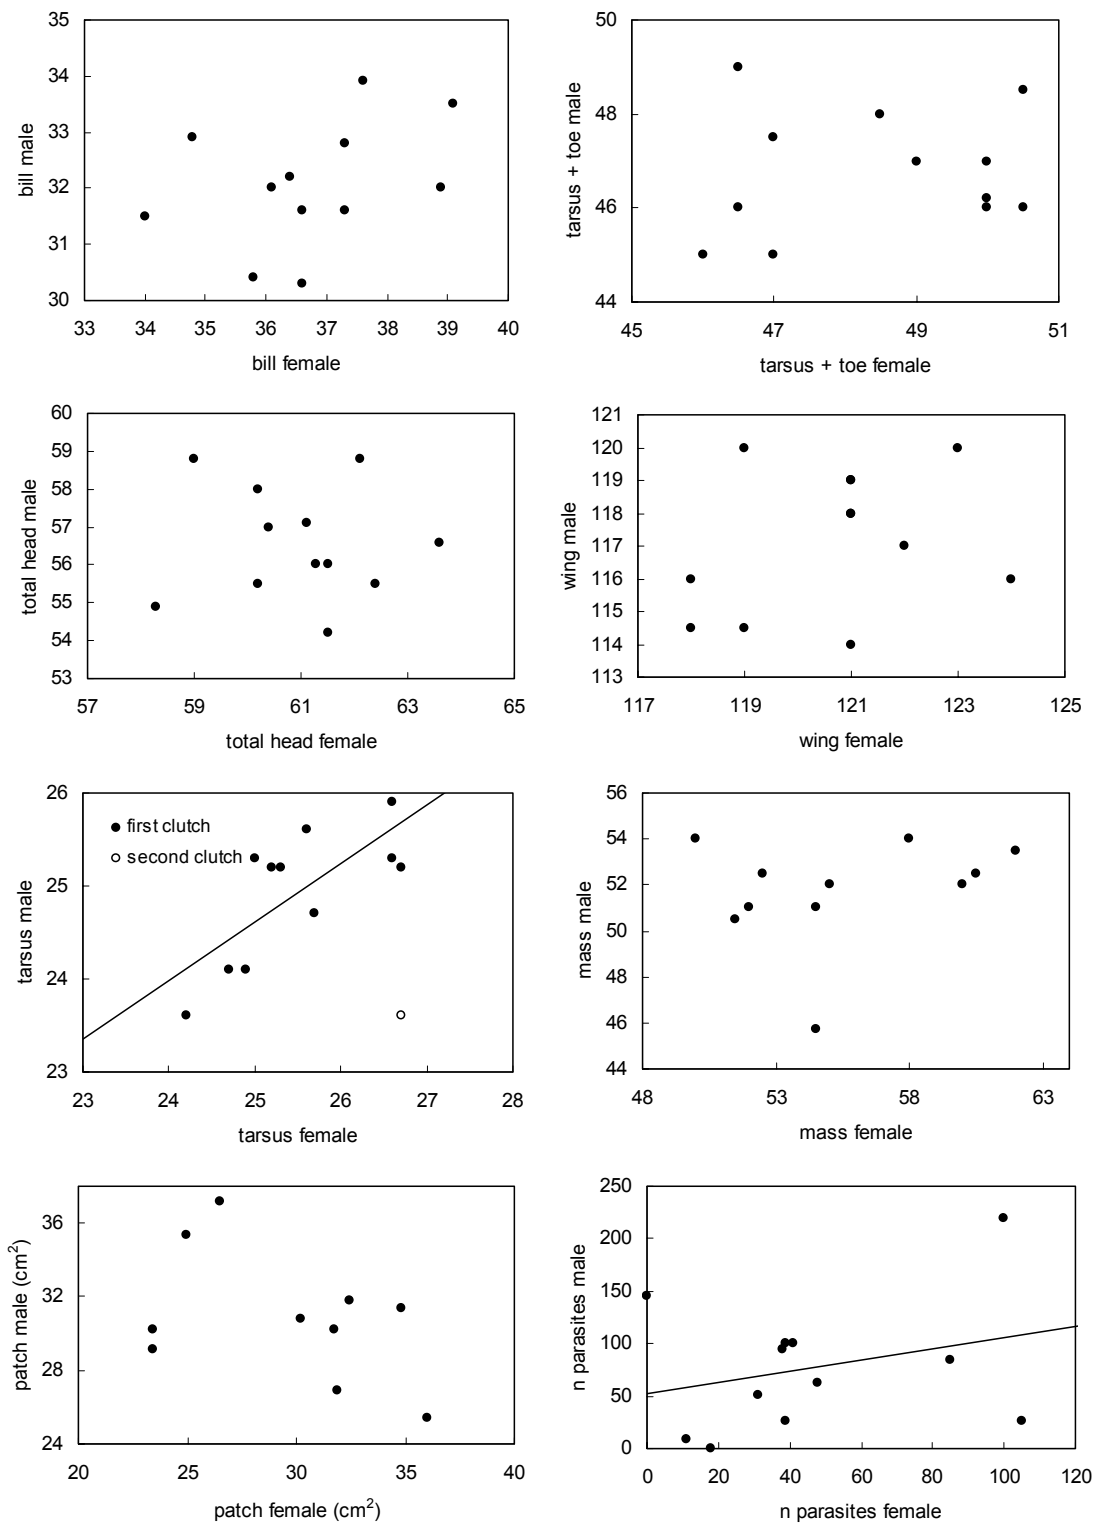 35
34
33
32
31
30
33 34 35 36 37 38 39 40
bill male
bill female
50
48
46
44
45 47 49 51
tarsus + toe male
tarsus + toe female
60
59
58
57
56
55
54
53
57 59 61 63 65
total head male
total head female
121
120
119
118
117
116
115
114
113
117 119 121 123 125
wing male
wing female
26
25
24
23
23 24 25 26 27 28
first clutch
second clutch
tarsus male
tarsus female
56
54
52
50
48
46
44
48 53 58 63
mass male
mass female
36
32
28
24
20 25 30 35 40
patch male (cm²)
patch female (cm²)
250
200
150
100
50
0
0 20 40 60 80 100 120
n parasites male
n parasites female